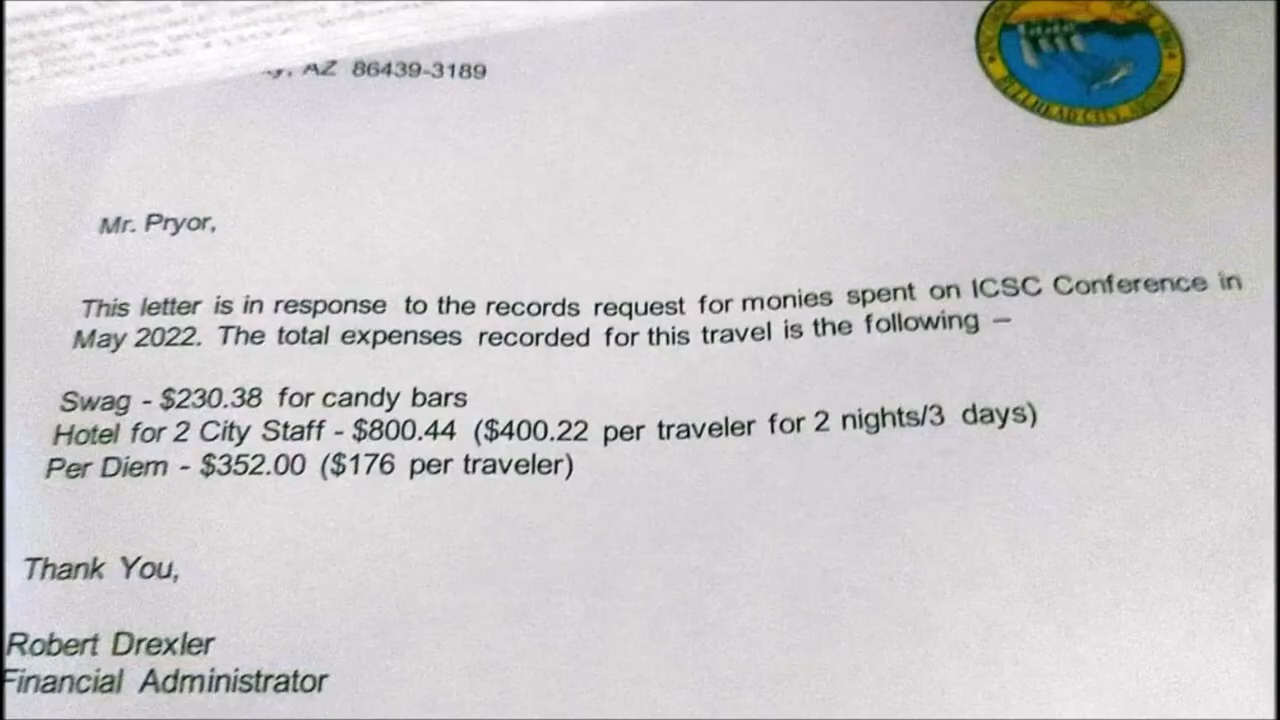 AZ 86439-3189
BULLHEAD CITY,
Mr. Pryor,
This letter is in response to the records request for monies spent on ICSC Conference in
May 2022. The total expenses recorded for this travel is the following –
Swag - $230.38 for candy bars
Hotel for 2 City Staff - $800.44 ($400.22 per traveler for 2 nights/3 days)
Per Diem - $352.00 ($176 per traveler)
Thank You,
Robert Drexler
Financial Administrator